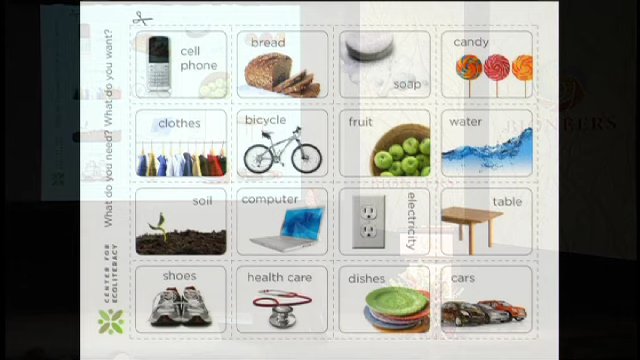 What do you need? What do you want?
cell
phone
bread
soap
candy
clothes
bicycle
fruit
water
soil
computer
electricity
table
shoes
health care
dishes
cars
CENTER FOR
ECOLITERACY
BIONEERS